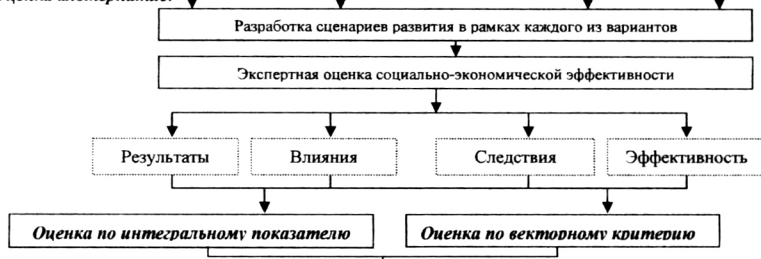 Разработка сценариев развития в рамках каждого из вариантов
Экспертная оценка социально-экономической эффективности
Результаты Влияния Следствия Эффективность
Оценка по интегральному показателю Оценка по векторному критерию